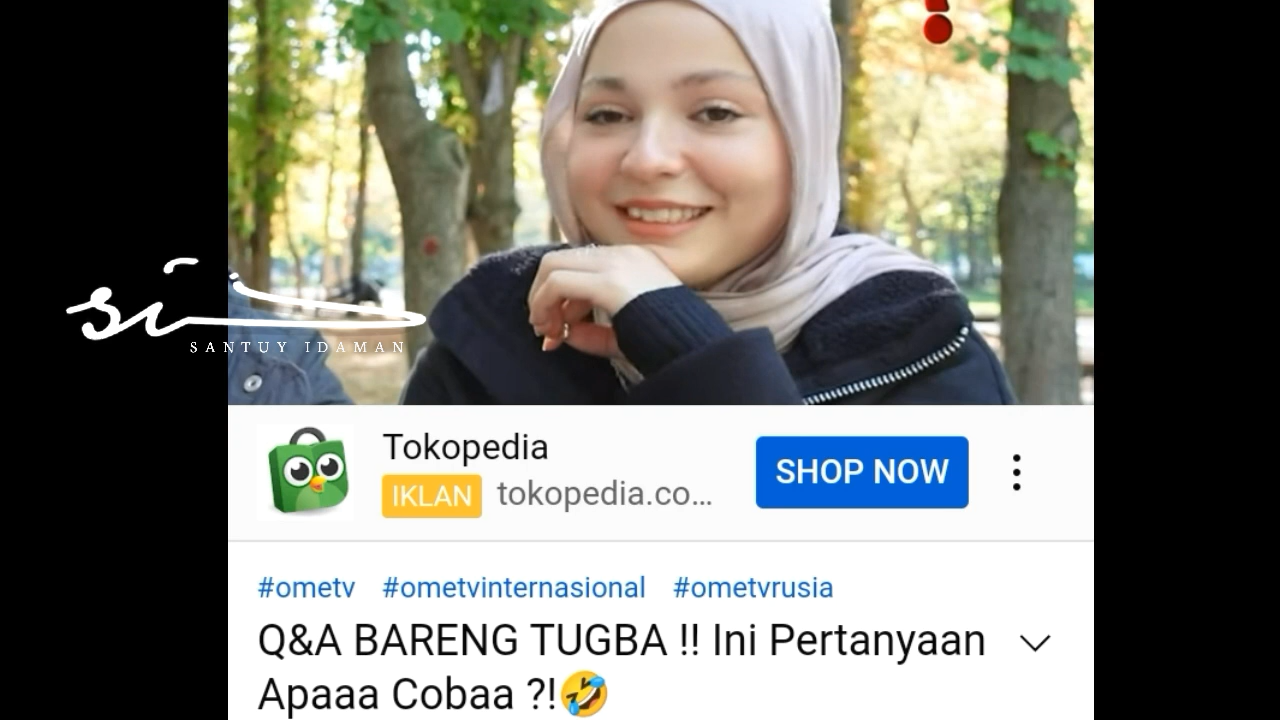 si
SANTUY IDAMAN
Tokopedia
SHOP NOW
IKLAN tokopedia.co...
#ometv #ometvinternasional #ometvrusia
Q&A BARENG TUGBA !! Ini Pertanyaan
Apaaa Cobaa ?!🤣